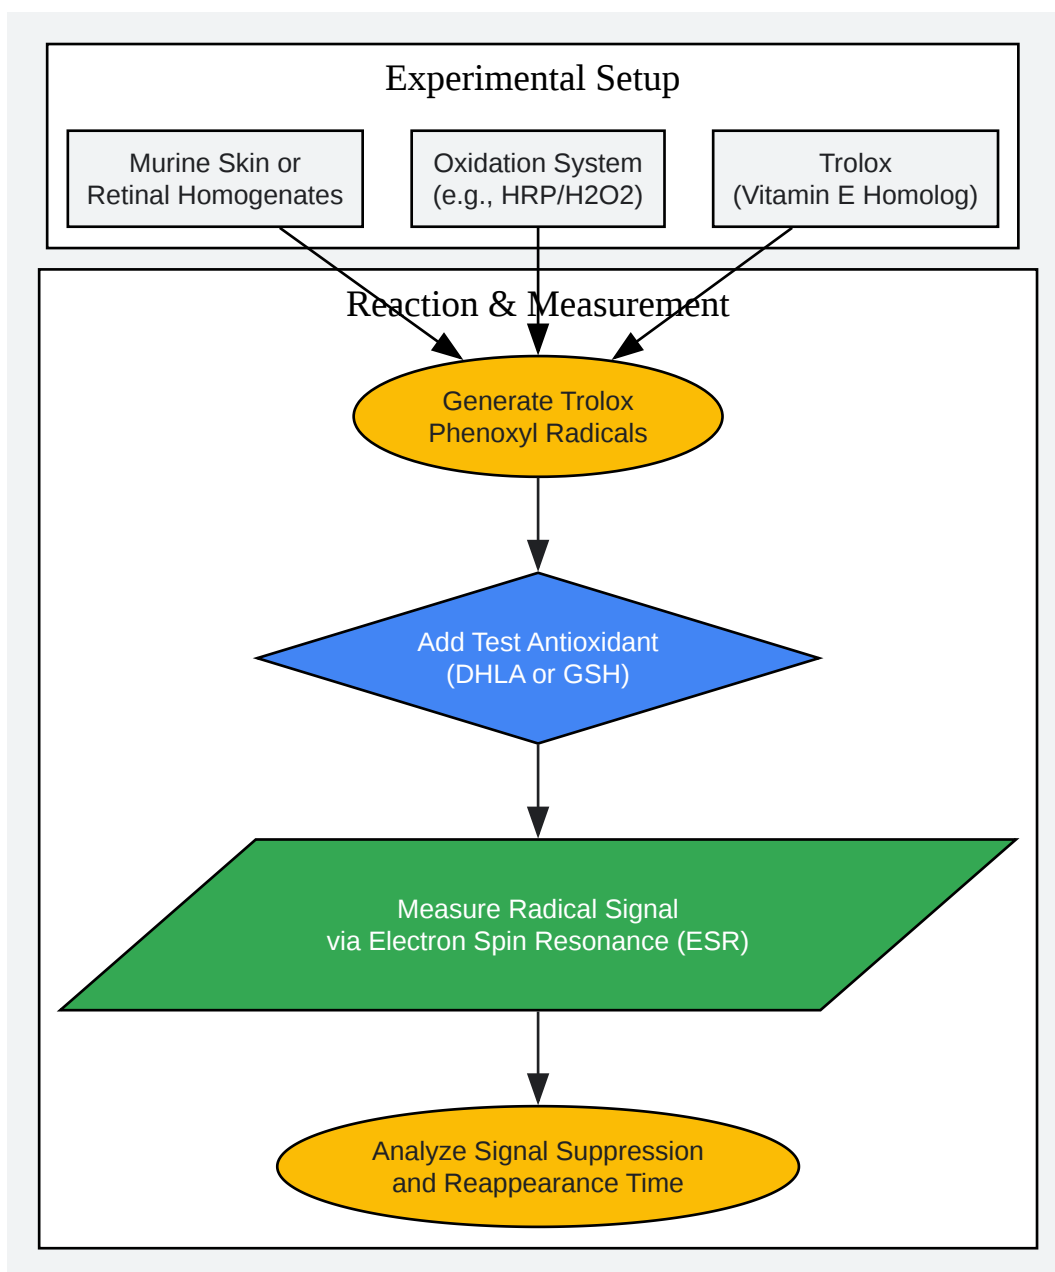 Experimental Setup
Murine Skin or
Retinal Homogenates
Oxidation System
(e.g., HRP/H2O2)
Trolox
(Vitamin E Homolog)
Reaction & Measurement
Generate Trolox
Phenoxyl Radicals
Add Test Antioxidant
(DHLA or GSH)
Measure Radical Signal
via Electron Spin Resonance (ESR)
Analyze Signal Suppression
and Reappearance Time